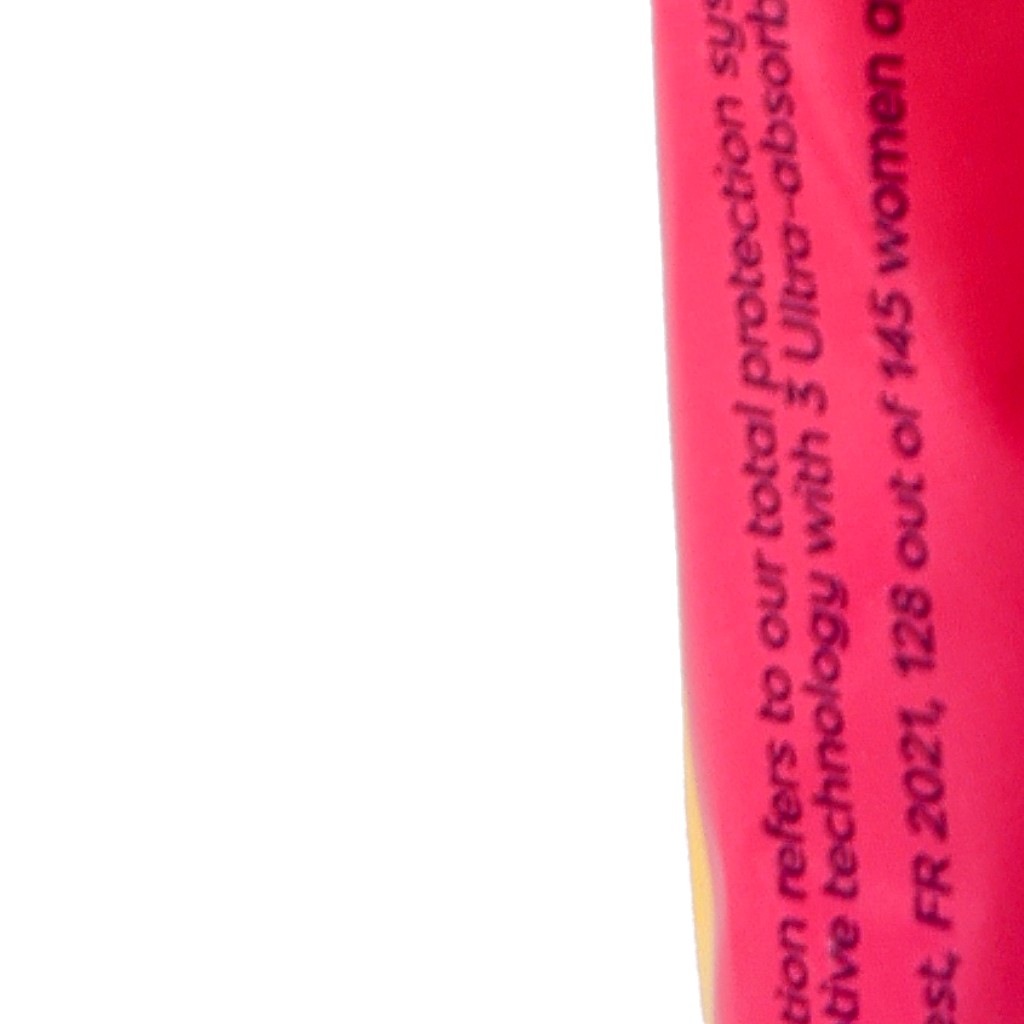 tion refers to our total protection sys
tive technology with 3 Ultra-absorb
est, FR 2021, 128 out of 145 women a